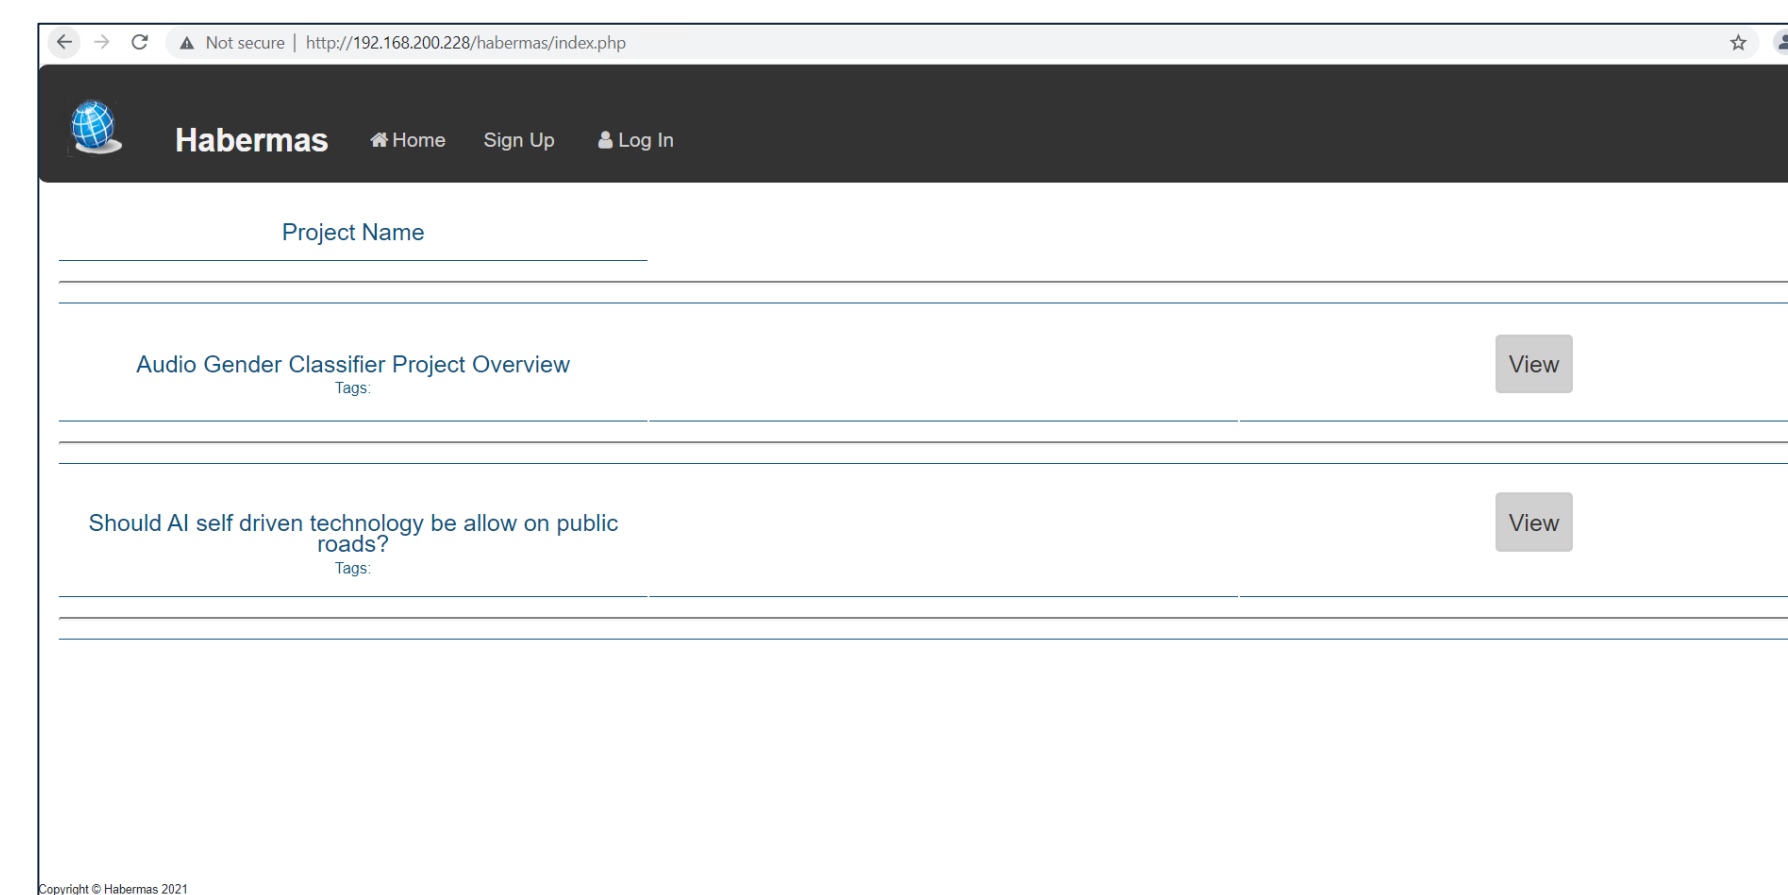 Not secure | http://192.168.200.228/habermas/index.php
Habermas Home Sign Up Log In
Project Name
Audio Gender Classifier Project Overview View
Tags:
Should AI self driven technology be allow on public View
roads?
Tags:
Copyright © Habermas 2021